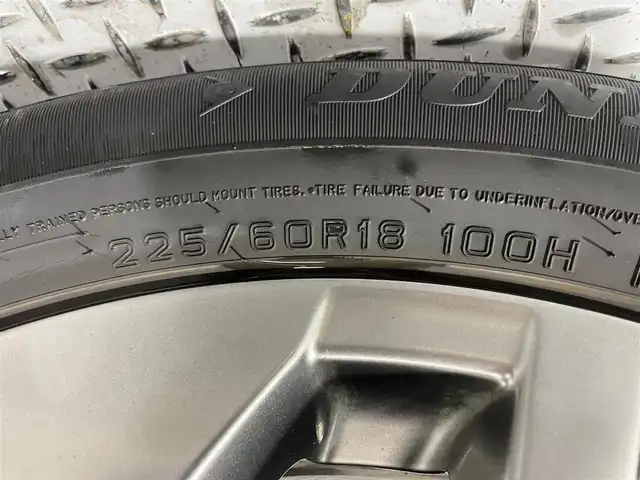 DUN
TRAINED PERSONS SHOULD MOUNT TIRES. •TIRE FAILURE DUE TO UNDERINFLATION/OVE
225/60R18 100H